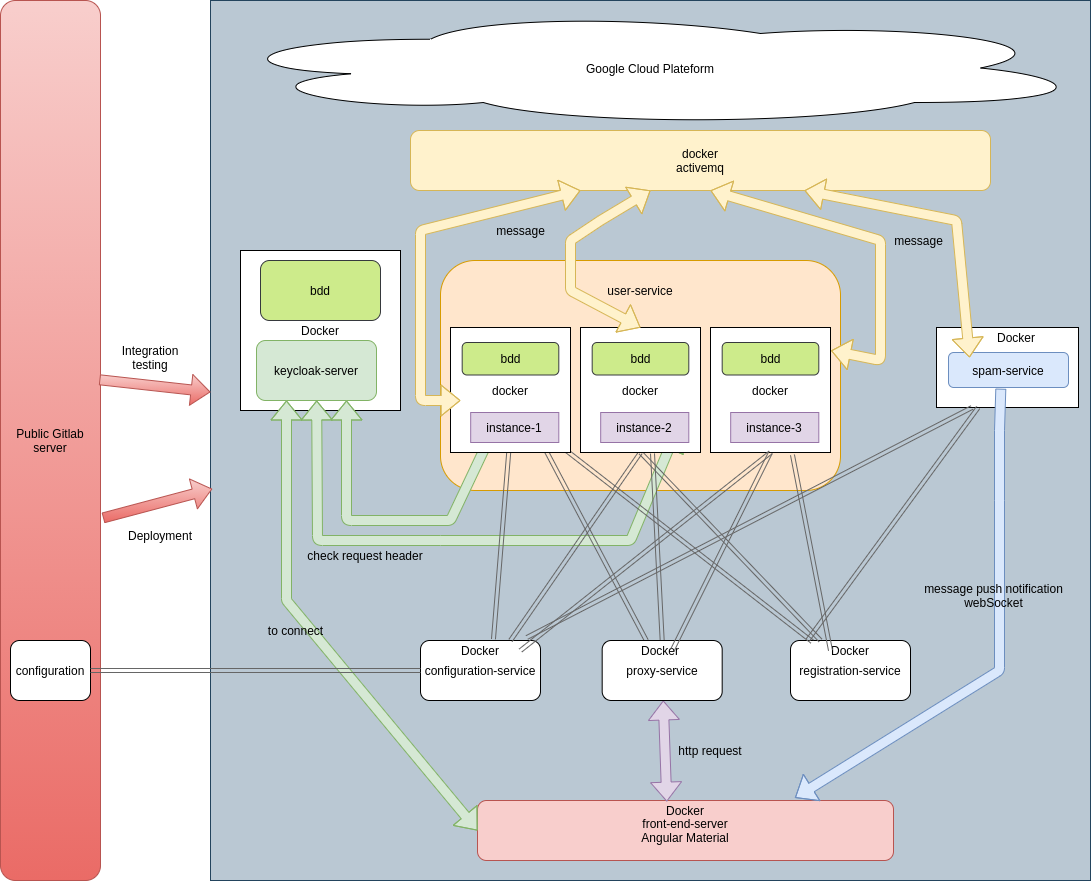 Google Cloud Plateform
docker
activemq
message
message
bdd
Docker
keycloak-server
user-service
bdd
docker
instance-1
bdd
docker
instance-2
bdd
docker
instance-3
Docker
spam-service
Integration
testing
Public Gitlab
server
Deployment
check request header
message push notification
webSocket
to connect
configuration
Docker
configuration-service
Docker
proxy-service
Docker
registration-service
http request
Docker
front-end-server
Angular Material